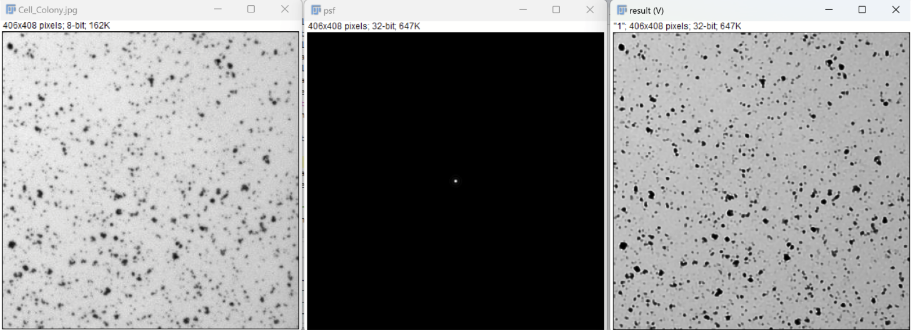 Cell_Colony.jpg
406x408 pixels; 8-bit; 162K
psf
406x408 pixels; 32-bit; 647K
result (V)
"1"; 406x408 pixels; 32-bit; 647K